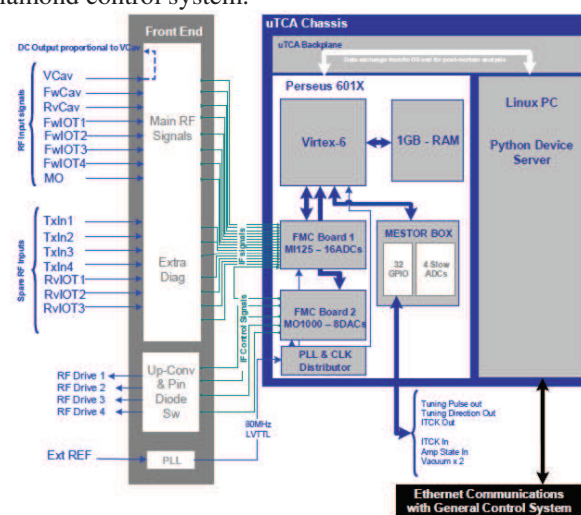 diamond control system.
uTCA Chassis
Front End
uTCA Backplane
DC Output proportional to VCav
Data exchange transfer OS and for post-mortem analysis
VCav
FwCav
RvCav
FwIOT1
FwIOT2
FwIOT3
FwIOT4
MO
RF Input signals
Main RF
Signals
Perseus 601X
Virtex-6
1GB - RAM
Linux PC
Python Device
Server
TxIn1
TxIn2
TxIn3
TxIn4
RvIOT1
RvIOT2
RvIOT3
Spare RF Inputs
Extra
Diag
IF signals
FMC Board 1
MI125 – 16ADCs
MESTOR BOX
32
GPIO
4 Slow
ADCs
IF Control Signals
FMC Board 2
MO1000 – 8DACs
PLL & CLK
Distributor
RF Drive 1
RF Drive 2
RF Drive 3
RF Drive 4
Up-Conv
& Pin
Diode
Sw
80MHz
LVTTL
Ext REF
PLL
Tuning Pulse out
Tuning Direction Out
ITCK Out
ITCK In
Amp State In
Vacuum x 2
Ethernet Communications
with General Control System